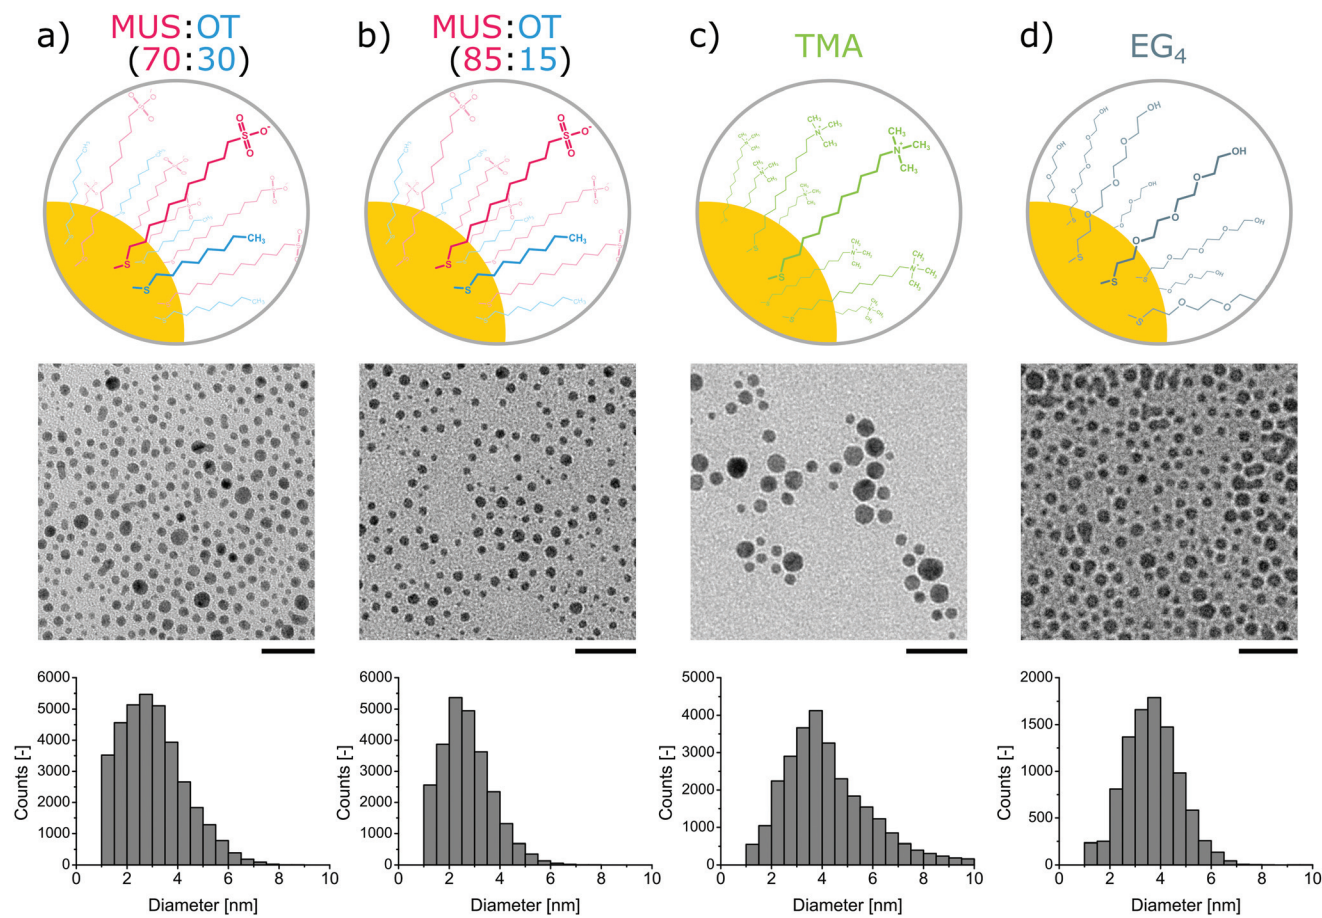 a) MUS:OT
(70:30)
b) MUS:OT
(85:15)
c) TMA
d) EG₄
CH₃
S
S
O
S
O
O⁻
CH₃
S
S
O
S
O
O⁻
CH₃
H₃C
N⁺
CH₃
CH₃
S
OH
O
O
O
S
6000
5000
4000
3000
2000
1000
0
Counts [-]
0 2 4 6 8 10
Diameter [nm]
6000
5000
4000
3000
2000
1000
0
Counts [-]
0 2 4 6 8 10
Diameter [nm]
5000
4000
3000
2000
1000
0
Counts [-]
0 2 4 6 8 10
Diameter [nm]
2000
1500
1000
500
0
Counts [-]
0 2 4 6 8 10
Diameter [nm]